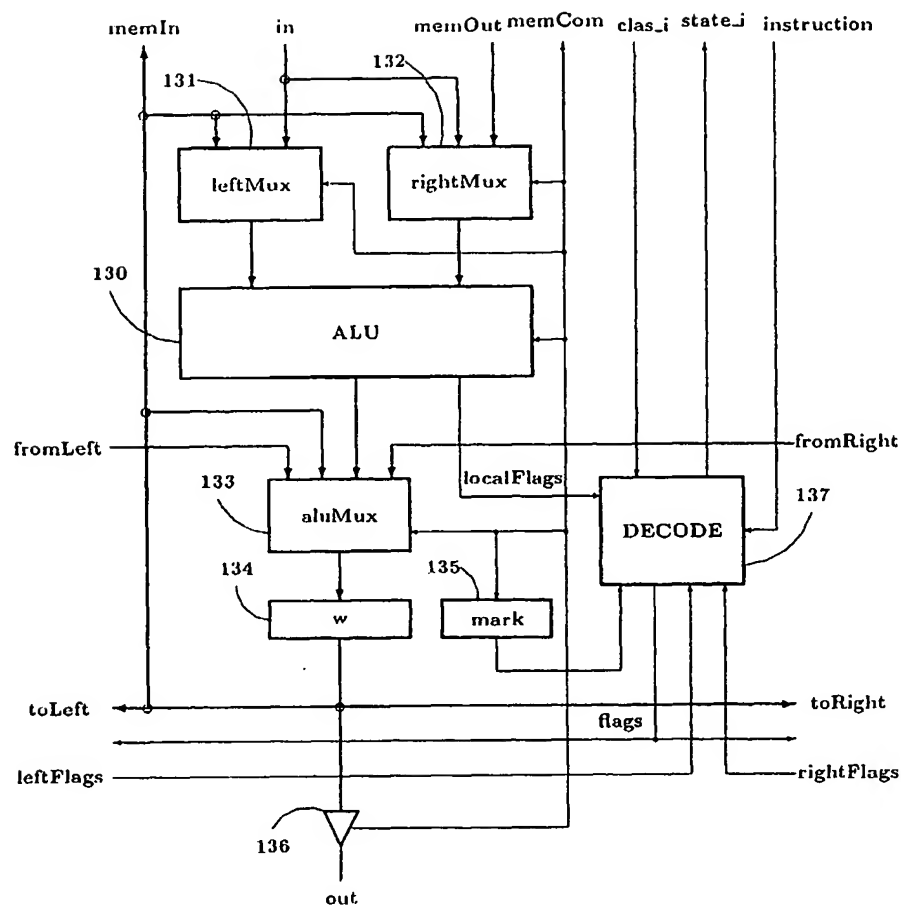 memIn in memOut memCom clas_i state_i instruction
131 132
leftMux rightMux
130
ALU
fromLeft fromRight
133 localFlags 137
aluMux DECODE
134 135
w mark
toLeft toRight
flags
leftFlags rightFlags
136
out